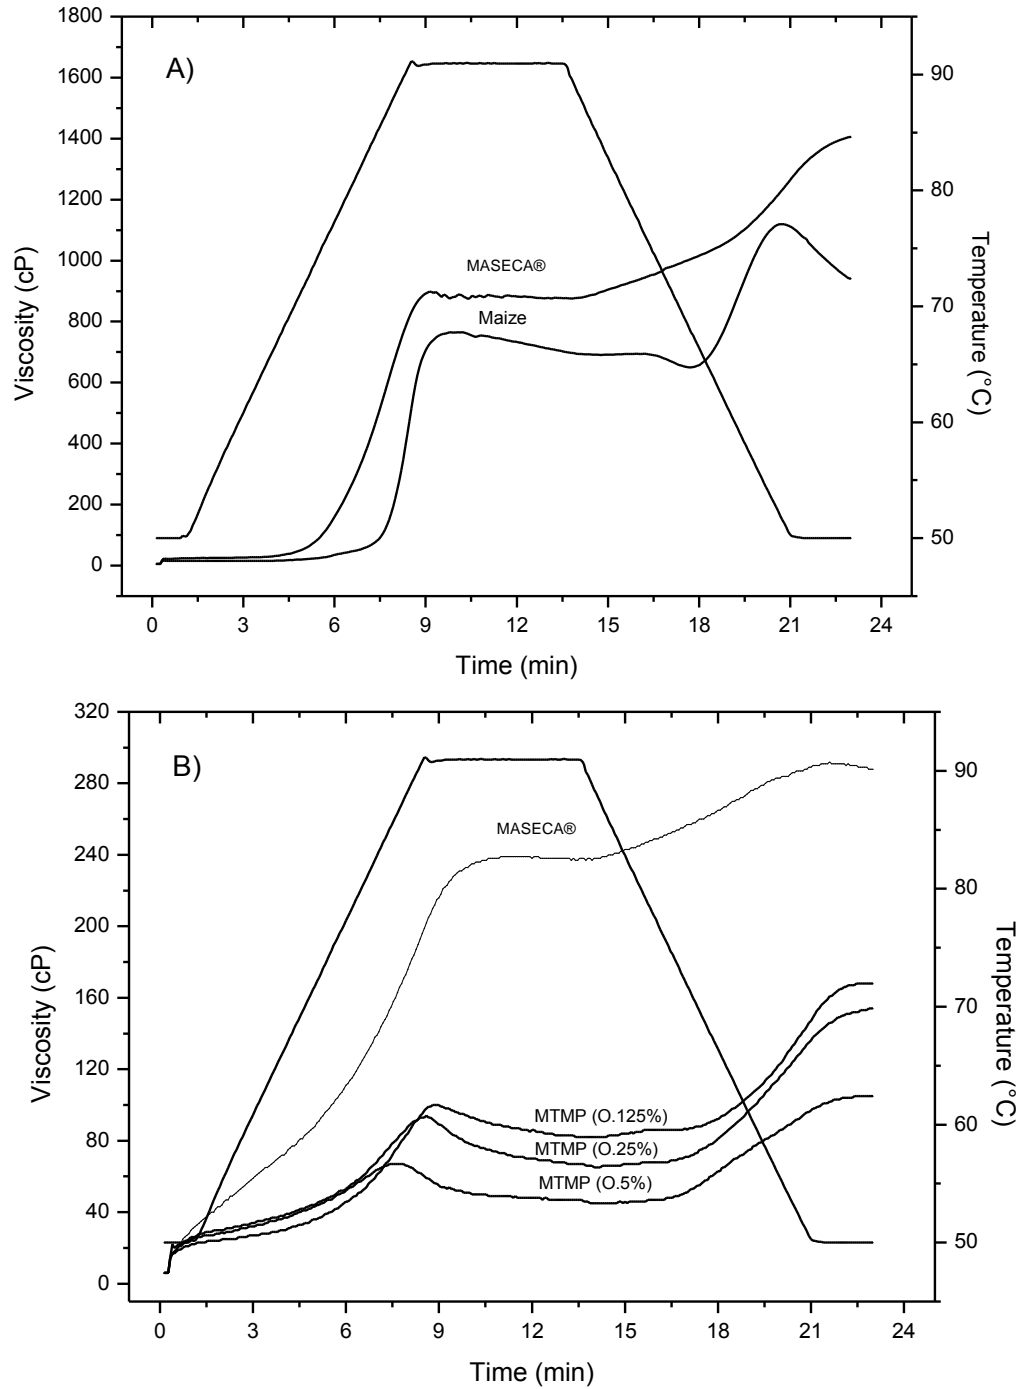 A)
1800
1600
1400
1200
1000
800
600
400
200
0
Viscosity (cP)
90
80
70
60
50
Temperature (°C)
MASECA®
Maize
0 3 6 9 12 15 18 21 24
Time (min)
B)
320
280
240
200
160
120
80
40
0
Viscosity (cP)
90
80
70
60
50
Temperature (°C)
MASECA®
MTMP (O.125%)
MTMP (O.25%)
MTMP (O.5%)
0 3 6 9 12 15 18 21 24
Time (min)